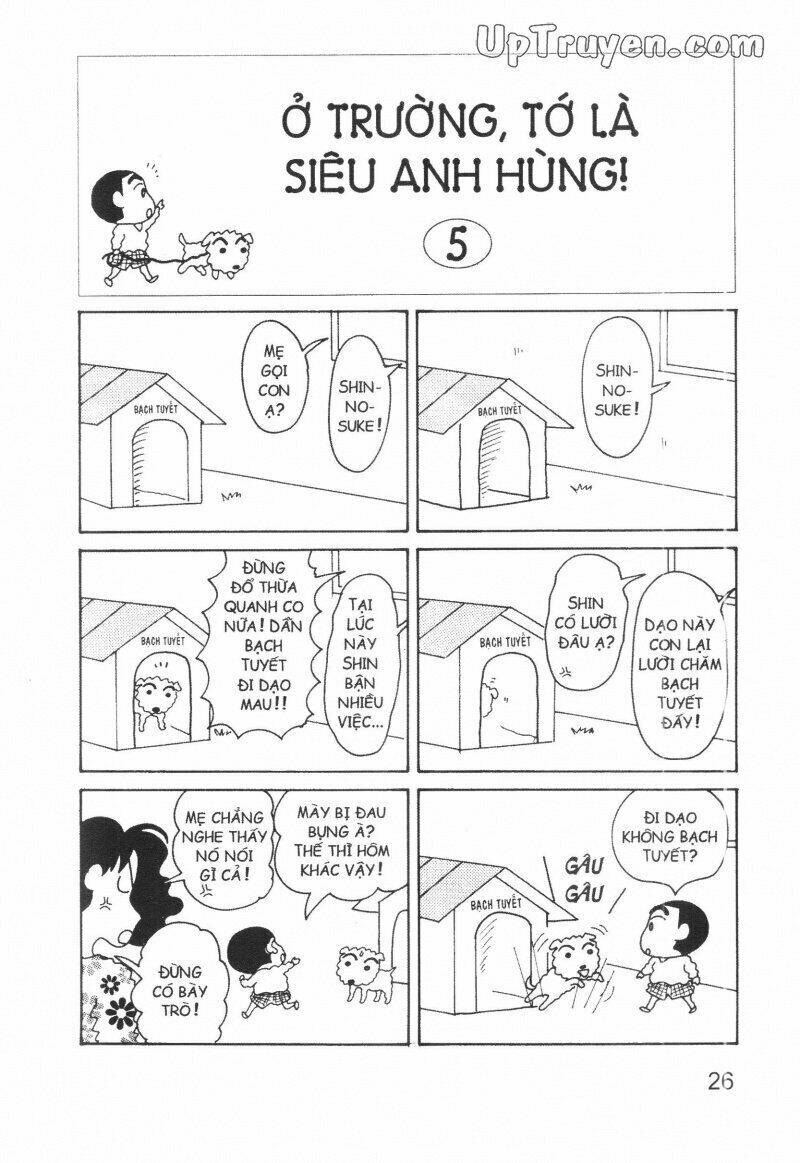 UpTruyen.com
Ở TRƯỜNG, TỚ LÀ
SIÊU ANH HÙNG!
5
SHIN-
NO-
SUKE!
BẠCH TUYẾT
SHIN-
NO-
SUKE!
MẸ
GỌI
CON
Ạ?
BẠCH TUYẾT
DẠO NÀY
CON LẠI
LƯỜI CHĂM
BẠCH
TUYẾT
ĐẤY!
SHIN
CÓ LƯỜI
ĐÂU Ạ?
BẠCH TUYẾT
TẠI
LÚC
NÀY
SHIN
BẬN
NHIỀU
VIỆC...
ĐỪNG
ĐỔ THỪA
QUANH CO
NỮA! DẪN
BẠCH
TUYẾT
ĐI DẠO
MAU!!
BẠCH TUYẾT
ĐI DẠO
KHÔNG BẠCH
TUYẾT?
GÂU
GÂU
BẠCH TUYẾT
MÀY BỊ ĐAU
BỤNG À?
THẾ THÌ HÔM
KHÁC VẬY!
MẸ CHẲNG
NGHE THẤY
NÓ NÓI
GÌ CẢ!
ĐỪNG
CÓ BÀY
TRÒ!
26